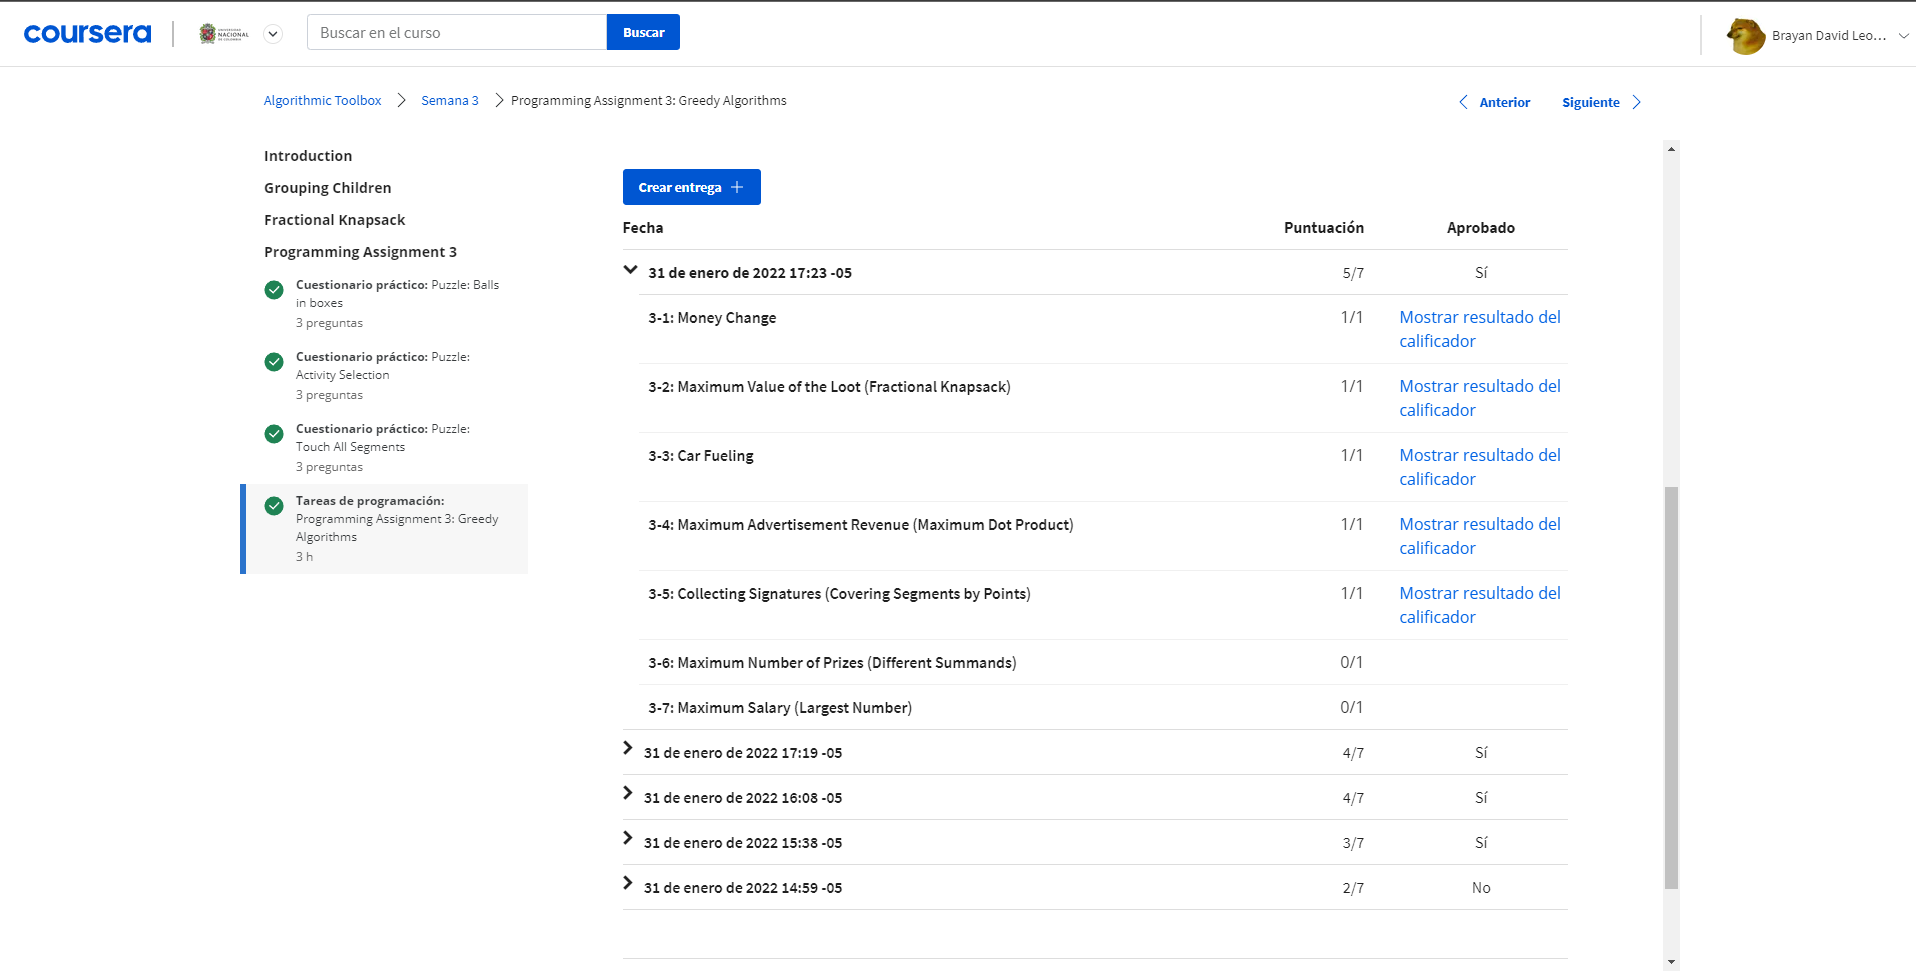 coursera
UNIVERSIDAD
NACIONAL
DE COLOMBIA
Buscar en el curso
Buscar
Brayan David Leo...
Algorithmic Toolbox
Semana 3
Programming Assignment 3: Greedy Algorithms
Anterior
Siguiente
Introduction
Grouping Children
Fractional Knapsack
Programming Assignment 3
Cuestionario práctico: Puzzle: Balls
in boxes
3 preguntas
Cuestionario práctico: Puzzle:
Activity Selection
3 preguntas
Cuestionario práctico: Puzzle:
Touch All Segments
3 preguntas
Tareas de programación:
Programming Assignment 3: Greedy
Algorithms
3 h
Crear entrega
Fecha Puntuación Aprobado
31 de enero de 2022 17:23 -05 5/7 Sí
3-1: Money Change 1/1 Mostrar resultado del
calificador
3-2: Maximum Value of the Loot (Fractional Knapsack) 1/1 Mostrar resultado del
calificador
3-3: Car Fueling 1/1 Mostrar resultado del
calificador
3-4: Maximum Advertisement Revenue (Maximum Dot Product) 1/1 Mostrar resultado del
calificador
3-5: Collecting Signatures (Covering Segments by Points) 1/1 Mostrar resultado del
calificador
3-6: Maximum Number of Prizes (Different Summands) 0/1
3-7: Maximum Salary (Largest Number) 0/1
31 de enero de 2022 17:19 -05 4/7 Sí
31 de enero de 2022 16:08 -05 4/7 Sí
31 de enero de 2022 15:38 -05 3/7 Sí
31 de enero de 2022 14:59 -05 2/7 No